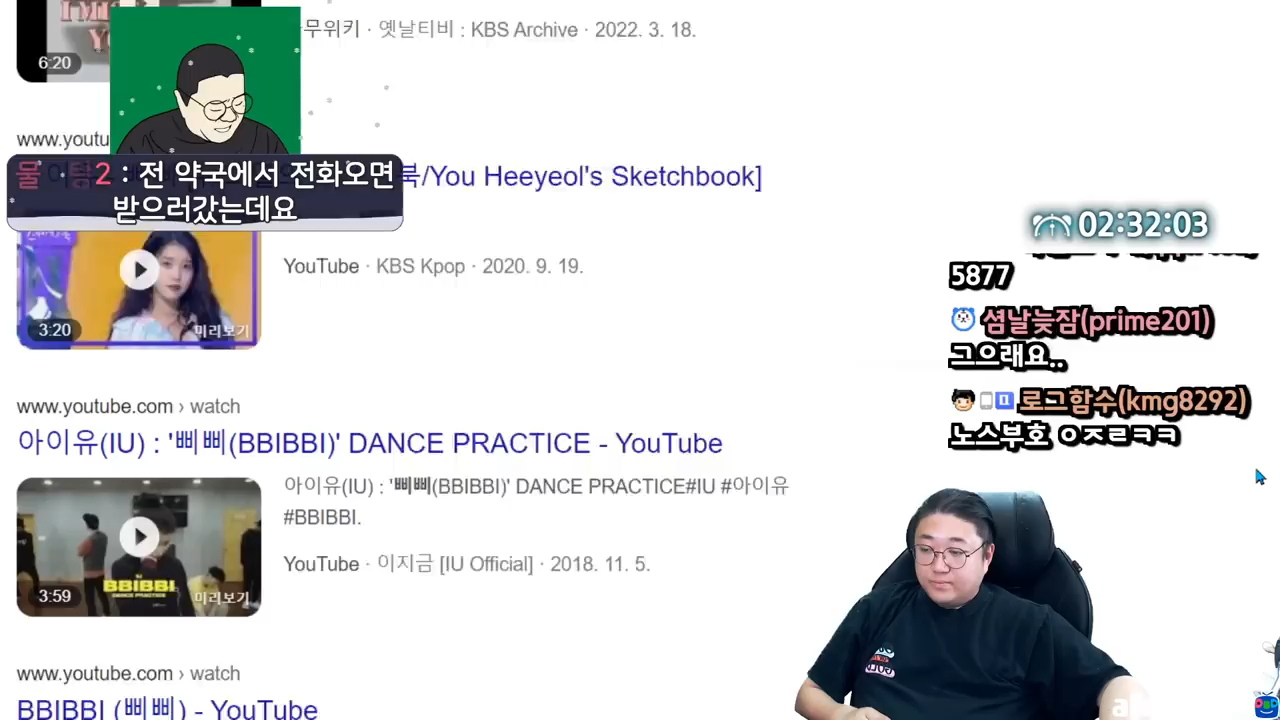 6:20
무위키 · 옛날티비 : KBS Archive · 2022. 3. 18.
www.youtu
북/You Heeyeol's Sketchbook]
2 : 전 약국에서 전화오면
받으러갔는데요
YouTube · KBS Kpop · 2020. 9. 19.
3:20
미리보기
02:32:03
5877
셤날늦잠(prime201)
그으래요..
로그함수(kmg8292)
노스부호 ㅇㅈㄹㅋㅋ
www.youtube.com › watch
아이유(IU) : '삐삐(BBIBBI)' DANCE PRACTICE - YouTube
아이유(IU) : '삐삐(BBIBBI)' DANCE PRACTICE#IU #아이유
#BBIBBI.
YouTube · 이지금 [IU Official] · 2018. 11. 5.
BBIBBI
DANCE PRACTICE
3:59
미리보기
www.youtube.com › watch
BBIBBI (삐삐) - YouTube